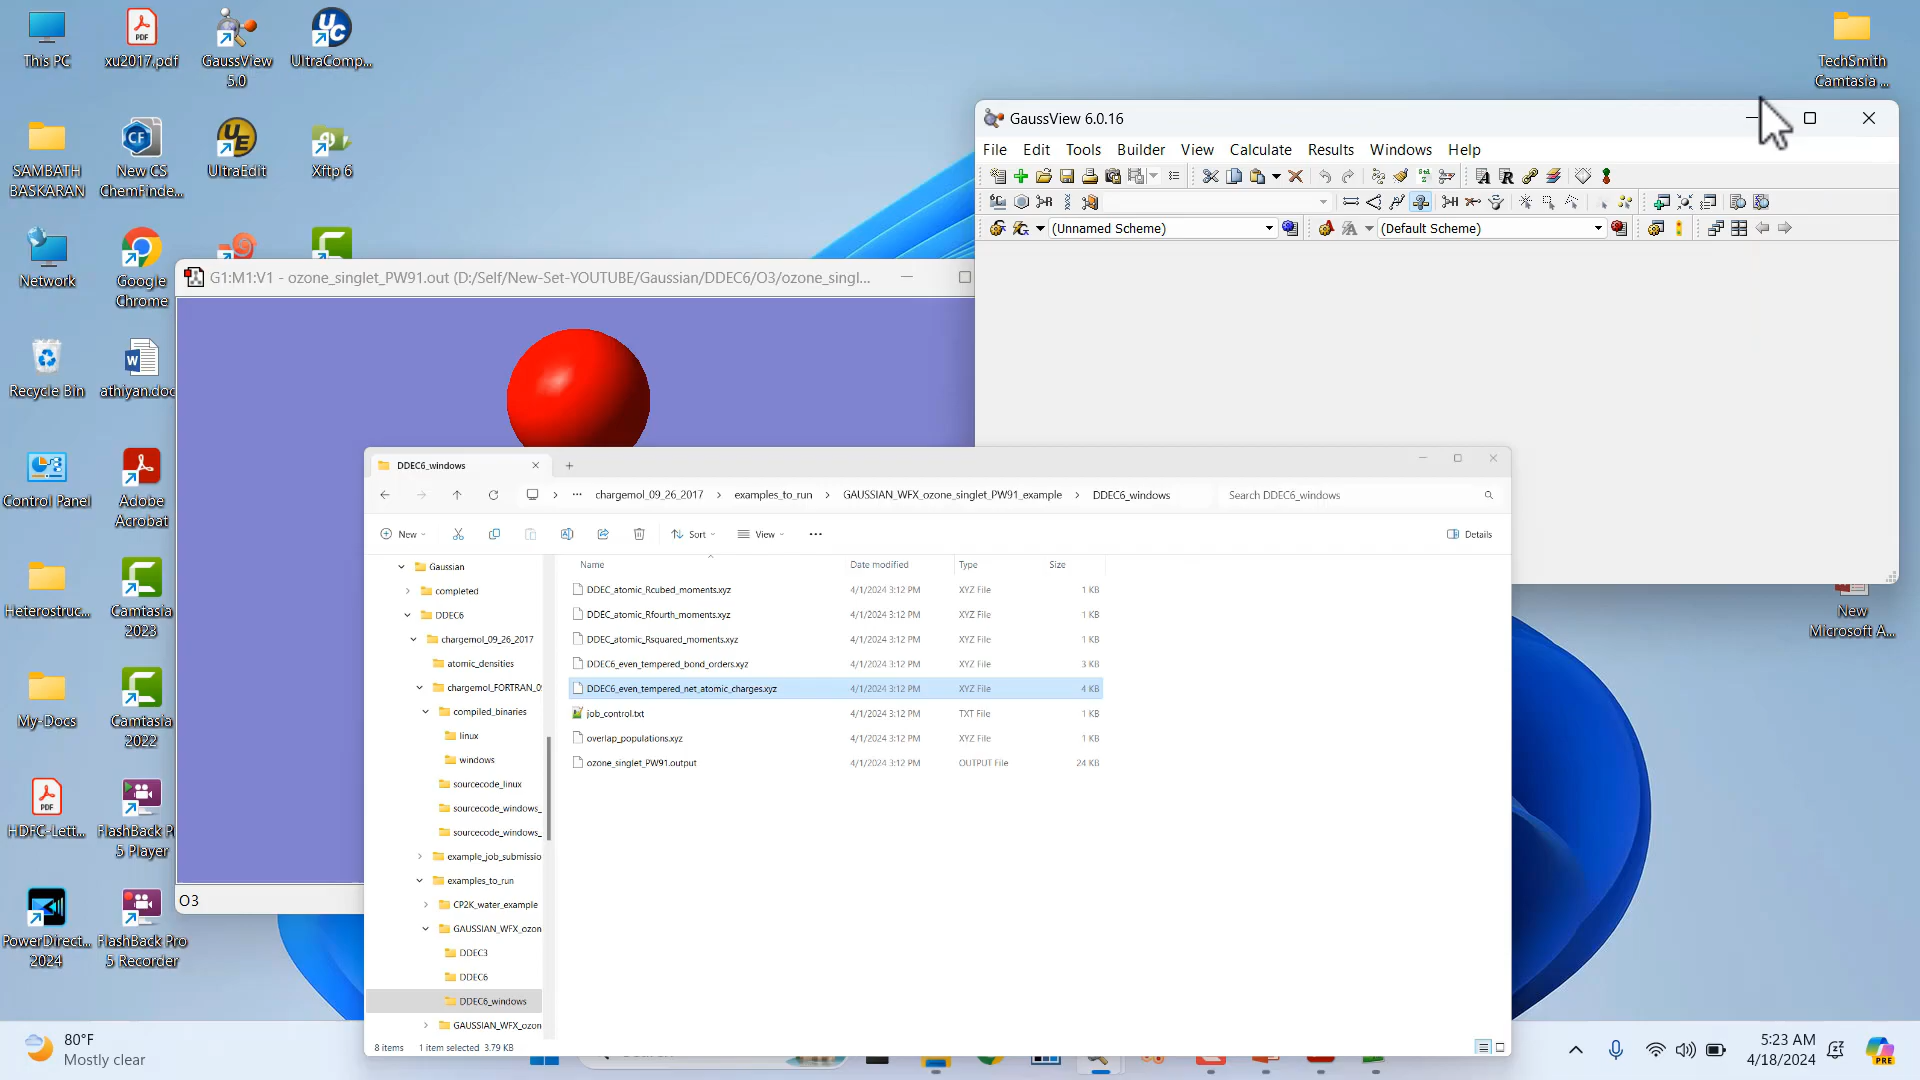 This PC
xu2017.pdf
GaussView
5.0
UltraComp...
TechSmith
Camtasia ...
SAMBATH
BASKARAN
New CS
ChemFinde...
UltraEdit
Xftp 6
Network
Google
Chrome
Recycle Bin
athiyan.doc
Control Panel
Adobe
Acrobat
Heterostruc...
Camtasia
2023
My-Docs
Camtasia
2022
HDFC-Lett...
FlashBack P
5 Player
PowerDirect...
2024
FlashBack Pro
5 Recorder
New
Microsoft A...
GaussView 6.0.16
File Edit Tools Builder View Calculate Results Windows Help
(Unnamed Scheme)
(Default Scheme)
G1:M1:V1 - ozone_singlet_PW91.out (D:/Self/New-Set-YOUTUBE/Gaussian/DDEC6/O3/ozone_singl...
O3
DDEC6_windows
chargemol_09_26_2017 > examples_to_run > GAUSSIAN_WFX_ozone_singlet_PW91_example > DDEC6_windows
Search DDEC6_windows
New
Sort
View
Details
Gaussian
completed
DDEC6
chargemol_09_26_2017
atomic_densities
chargemol_FORTRAN_09
compiled_binaries
linux
windows
sourcecode_linux
sourcecode_windows_
sourcecode_windows_
example_job_submissio
examples_to_run
CP2K_water_example
GAUSSIAN_WFX_ozon
DDEC3
DDEC6
DDEC6_windows
GAUSSIAN_WFX_ozon
Name Date modified Type Size
DDEC_atomic_Rcubed_moments.xyz 4/1/2024 3:12 PM XYZ File 1 KB
DDEC_atomic_Rfourth_moments.xyz 4/1/2024 3:12 PM XYZ File 1 KB
DDEC_atomic_Rsquared_moments.xyz 4/1/2024 3:12 PM XYZ File 1 KB
DDEC6_even_tempered_bond_orders.xyz 4/1/2024 3:12 PM XYZ File 3 KB
DDEC6_even_tempered_net_atomic_charges.xyz 4/1/2024 3:12 PM XYZ File 4 KB
job_control.txt 4/1/2024 3:12 PM TXT File 1 KB
overlap_populations.xyz 4/1/2024 3:12 PM XYZ File 1 KB
ozone_singlet_PW91.output 4/1/2024 3:12 PM OUTPUT File 24 KB
8 items 1 item selected 3.79 KB
80°F
Mostly clear
5:23 AM
4/18/2024